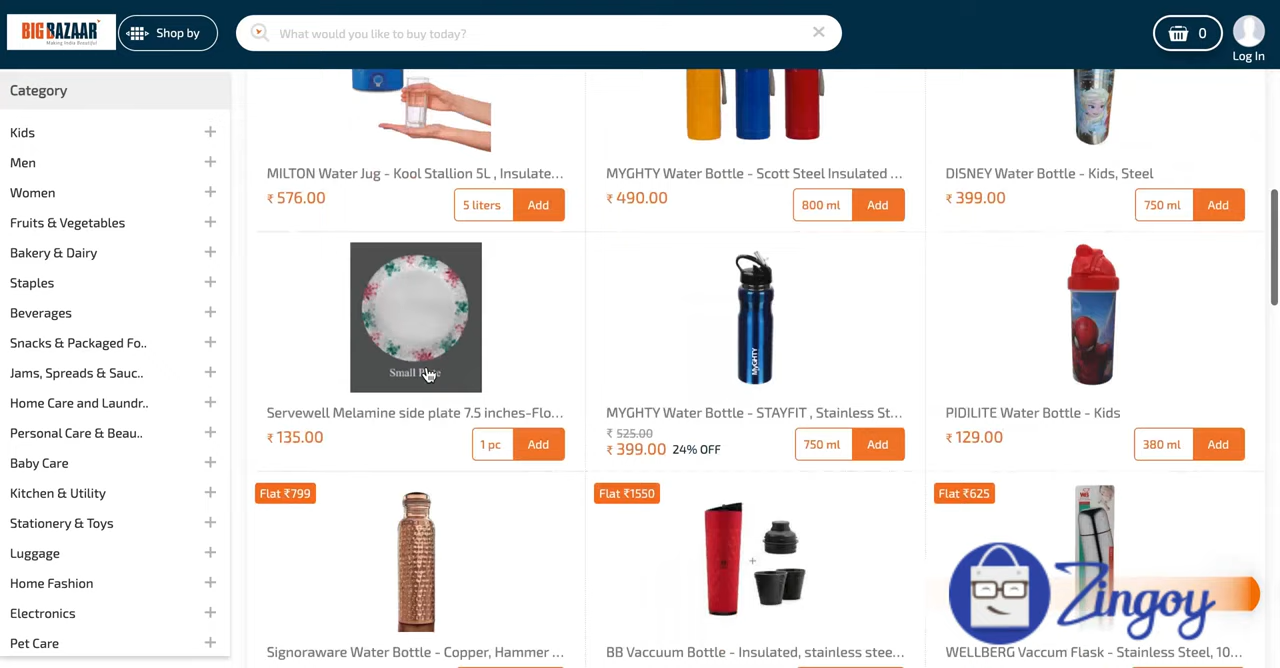 BIG BAZAAR
Making India Beautiful
Shop by
What would you like to buy today?
0
Log In
Category
Kids
Men
Women
Fruits & Vegetables
Bakery & Dairy
Staples
Beverages
Snacks & Packaged Fo..
Jams, Spreads & Sauc..
Home Care and Laundr..
Personal Care & Beau..
Baby Care
Kitchen & Utility
Stationery & Toys
Luggage
Home Fashion
Electronics
Pet Care
MILTON Water Jug - Kool Stallion 5L , Insulate...
₹ 576.00
5 liters
Add
MYGHTY Water Bottle - Scott Steel Insulated ...
₹ 490.00
800 ml
Add
DISNEY Water Bottle - Kids, Steel
₹ 399.00
750 ml
Add
Small Plate
Servewell Melamine side plate 7.5 inches-Flo...
₹ 135.00
1 pc
Add
MYGHTY
MYGHTY Water Bottle - STAYFIT , Stainless St...
₹ 525.00
₹ 399.00 24% OFF
750 ml
Add
PIDILITE Water Bottle - Kids
₹ 129.00
380 ml
Add
Flat ₹799
Signoraware Water Bottle - Copper, Hammer ...
Flat ₹1550
BB Vaccuum Bottle - Insulated, stainless stee...
Flat ₹625
WELLBERG Vaccum Flask - Stainless Steel, 10...
Zingoy